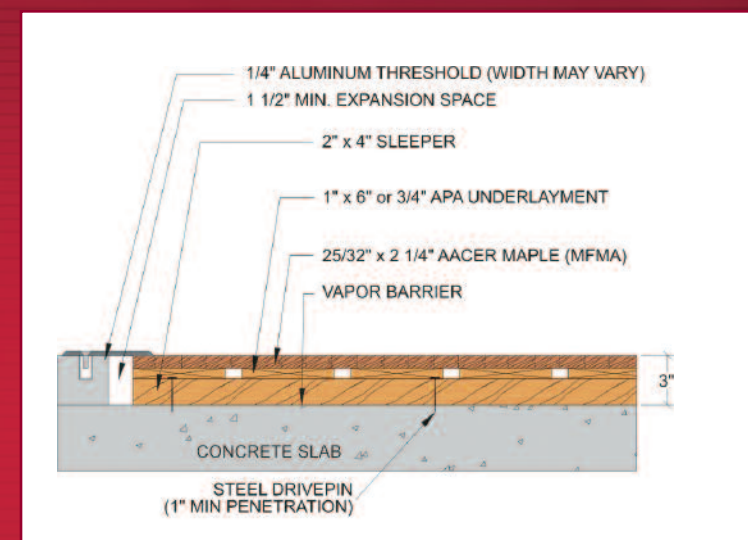 1/4" ALUMINUM THRESHOLD (WIDTH MAY VARY)
1 1/2" MIN. EXPANSION SPACE
2" x 4" SLEEPER
1" x 6" or 3/4" APA UNDERLAYMENT
25/32" x 2 1/4" AACER MAPLE (MFMA)
VAPOR BARRIER
3"
CONCRETE SLAB
STEEL DRIVEPIN
(1" MIN PENETRATION)